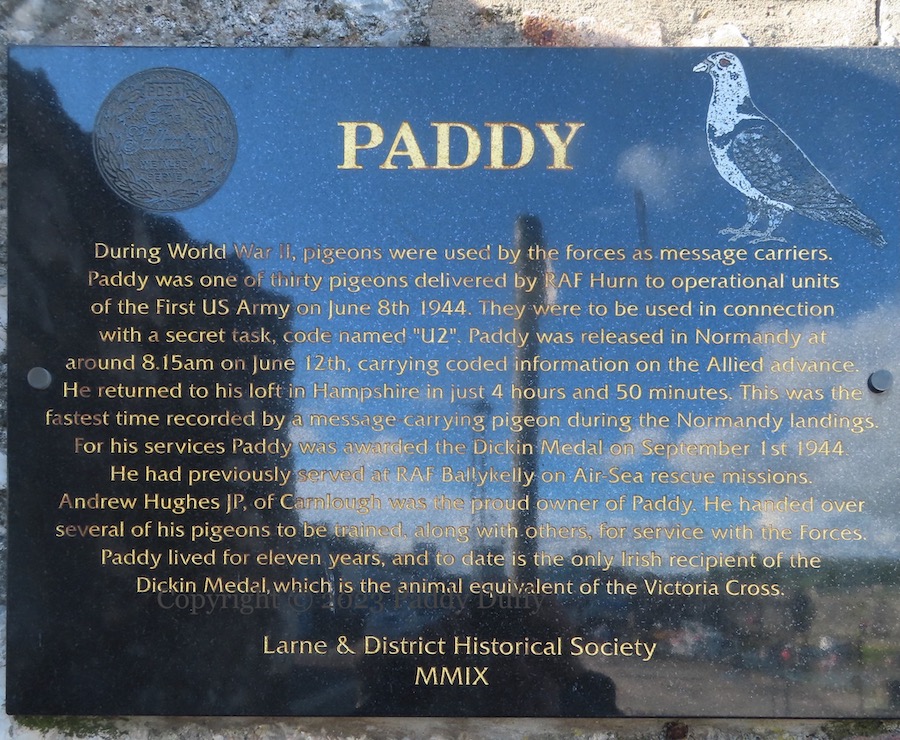 PADDY
During World War II, pigeons were used by the forces as message carriers.
Paddy was one of thirty pigeons delivered by RAF Hurn to operational units
of the First US Army on June 8th 1944. They were to be used in connection
with a secret task, code named "U2". Paddy was released in Normandy at
around 8.15am on June 12th, carrying coded information on the Allied advance.
He returned to his loft in Hampshire in just 4 hours and 50 minutes. This was the
fastest time recorded by a message carrying pigeon during the Normandy landings.
For his services Paddy was awarded the Dickin Medal on September 1st 1944.
He had previously served at RAF Ballykelly on Air-Sea rescue missions.
Andrew Hughes JP, of Carnlough was the proud owner of Paddy. He handed over
several of his pigeons to be trained, along with others, for service with the Forces.
Paddy lived for eleven years, and to date is the only Irish recipient of the
Dickin Medal, which is the animal equivalent of the Victoria Cross.
Copyright © 2023 Paddy Duffy
Larne & District Historical Society
MMIX